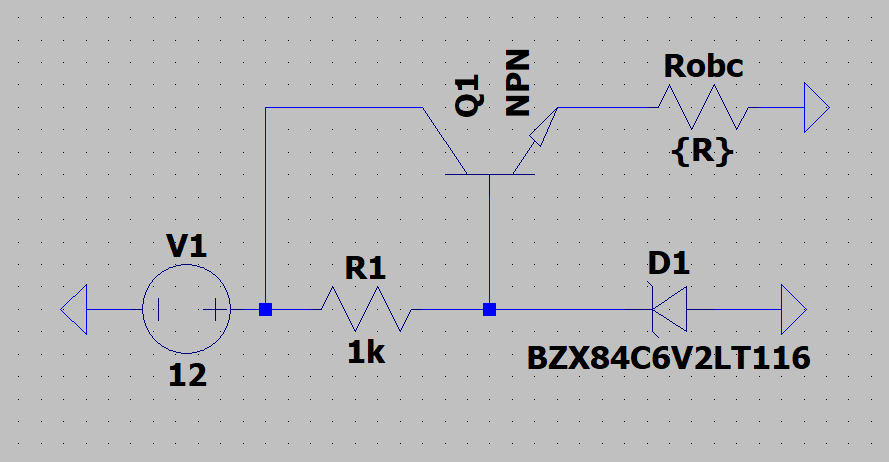 Q1
NPN
Robc
{R}
V1
12
R1
1k
D1
BZX84C6V2LT116